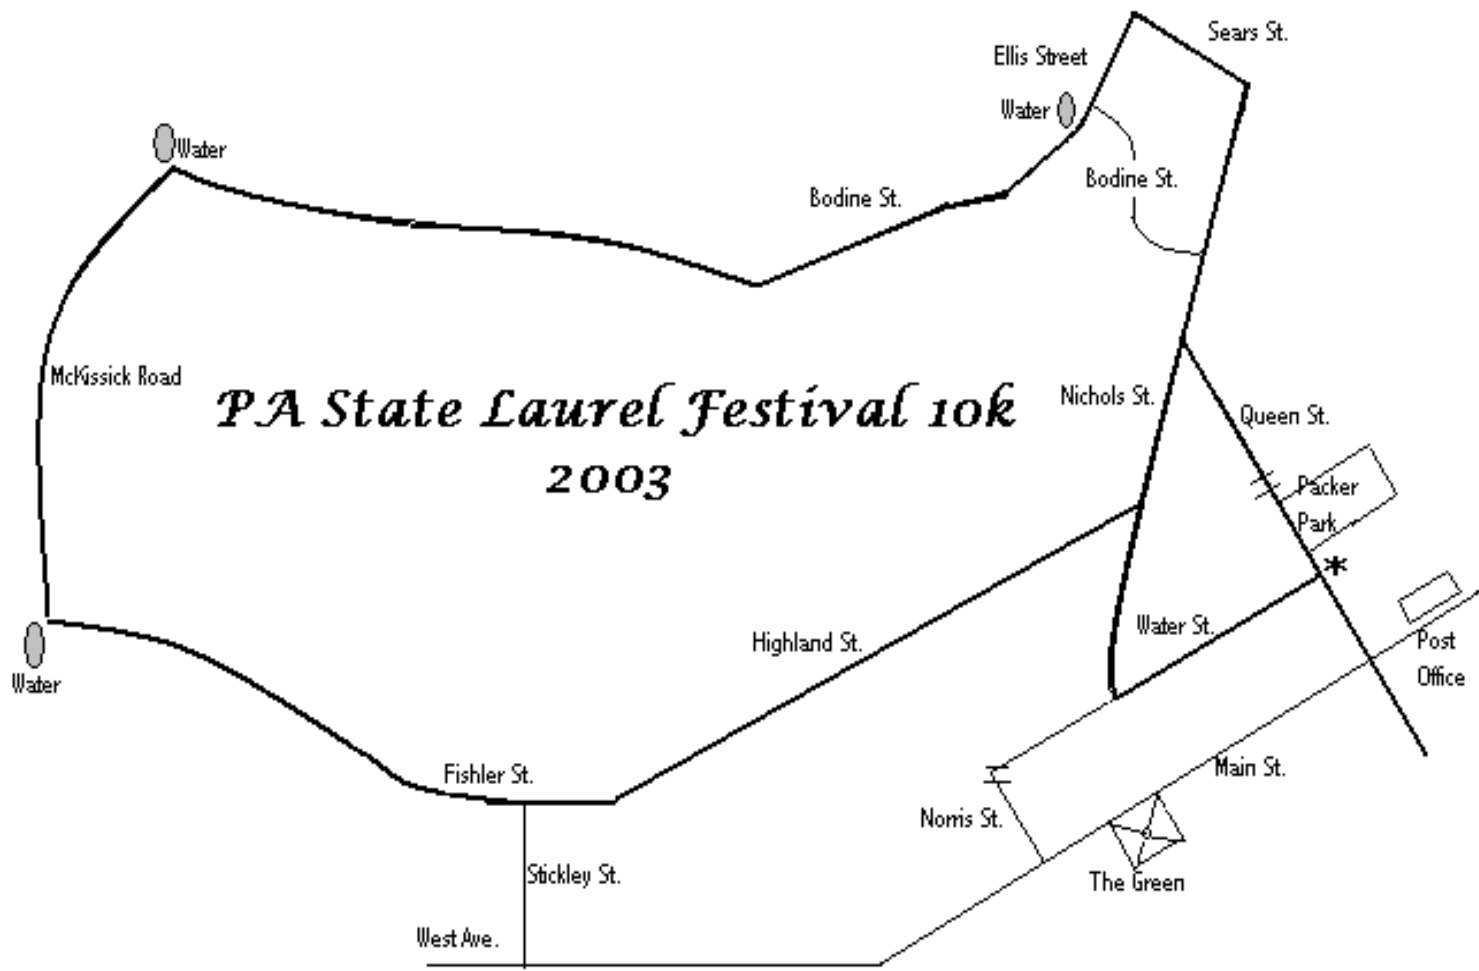 Sears St.
Ellis Street
Water
Water
Bodine St.
Bodine St.
McKissick Road
PA State Laurel Festival 10k
2003
Nichols St.
Queen St.
Packer
Park
*
Water St.
Highland St.
Post
Office
Water
Fishler St.
Main St.
Norris St.
Stickley St.
The Green
West Ave.